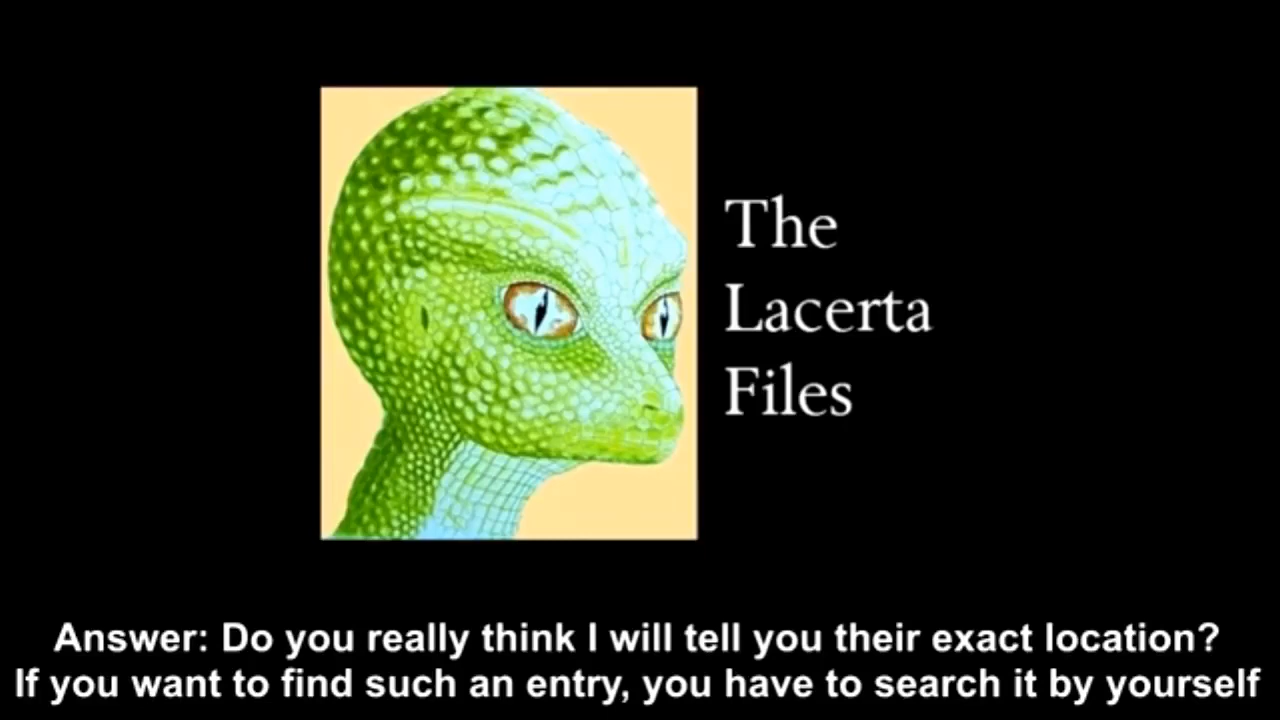 The
Lacerta
Files
Answer: Do you really think I will tell you their exact location?
If you want to find such an entry, you have to search it by yourself